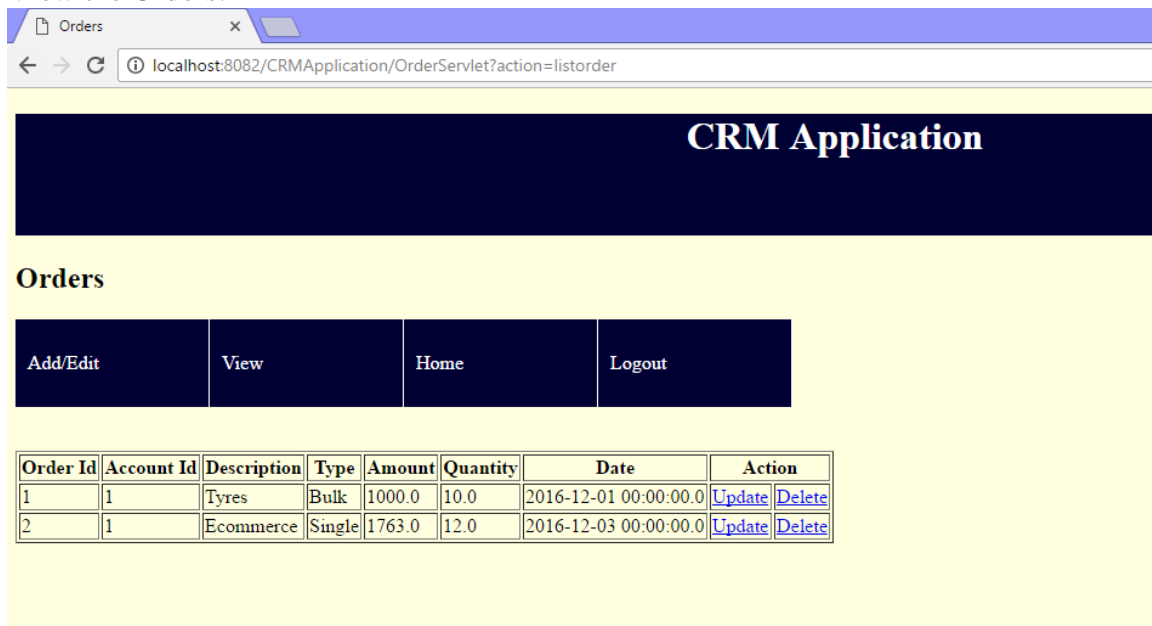 Orders
localhost:8082/CRMApplication/OrderServlet?action=listorder
CRM Application
Orders
Add/Edit View Home Logout
Order Id Account Id Description Type Amount Quantity Date Action
1 1 Tyres Bulk 1000.0 10.0 2016-12-01 00:00:00.0 Update Delete
2 1 Ecommerce Single 1763.0 12.0 2016-12-03 00:00:00.0 Update Delete